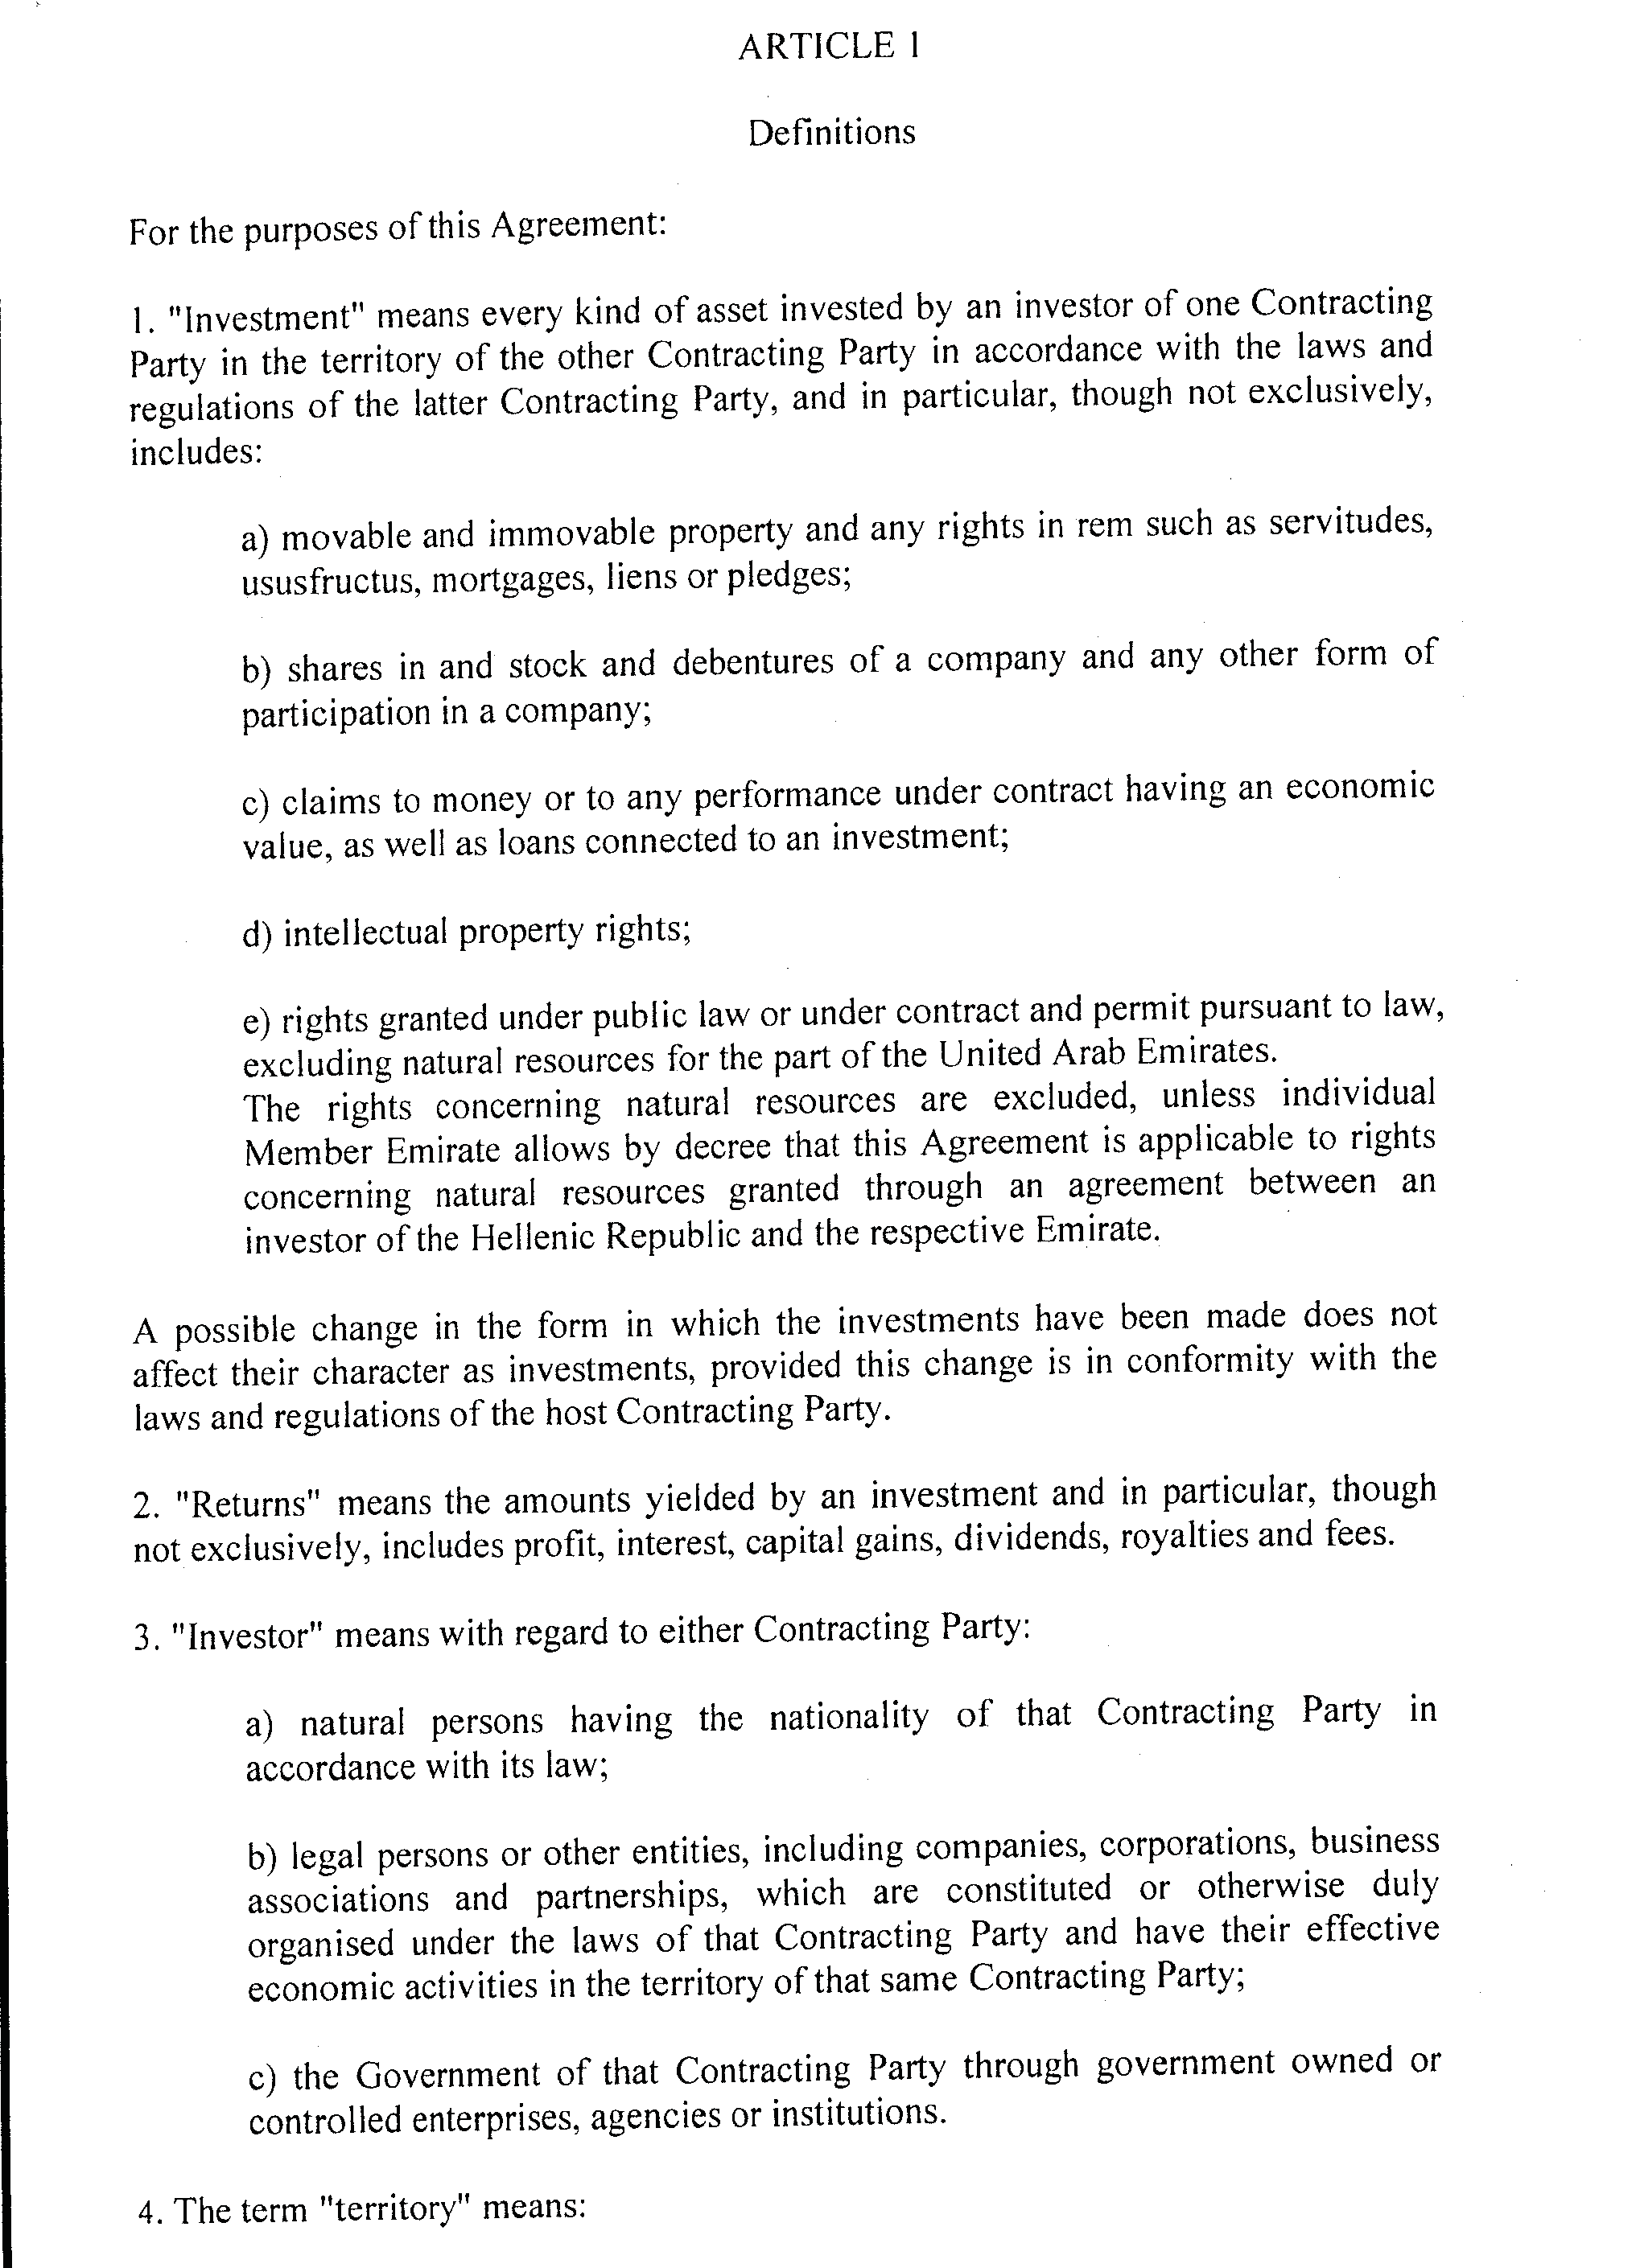 ARTICLE 1
Definitions
For the purposes of this Agreement:
1. "Investment" means every kind of asset invested by an investor of one Contracting
Party in the territory of the other Contracting Party in accordance with the laws and
regulations of the latter Contracting Party, and in particular, though not exclusively,
includes:
a) movable and immovable property and any rights in rem such as servitudes,
ususfructus, mortgages, liens or pledges;
b) shares in and stock and debentures of a company and any other form of
participation in a company;
c) claims to money or to any performance under contract having an economic
value, as well as loans connected to an investment;
d) intellectual property rights;
e) rights granted under public law or under contract and permit pursuant to law,
excluding natural resources for the part of the United Arab Emirates.
The rights concerning natural resources are excluded, unless individual
Member Emirate allows by decree that this Agreement is applicable to rights
concerning natural resources granted through an agreement between an
investor of the Hellenic Republic and the respective Emirate.
A possible change in the form in which the investments have been made does not
affect their character as investments, provided this change is in conformity with the
laws and regulations of the host Contracting Party.
2. "Returns" means the amounts yielded by an investment and in particular, though
not exclusively, includes profit, interest, capital gains, dividends, royalties and fees.
3. "Investor" means with regard to either Contracting Party:
a) natural persons having the nationality of that Contracting Party in
accordance with its law;
b) legal persons or other entities, including companies, corporations, business
associations and partnerships, which are constituted or otherwise duly
organised under the laws of that Contracting Party and have their effective
economic activities in the territory of that same Contracting Party;
c) the Government of that Contracting Party through government owned or
controlled enterprises, agencies or institutions.
4. The term "territory" means: